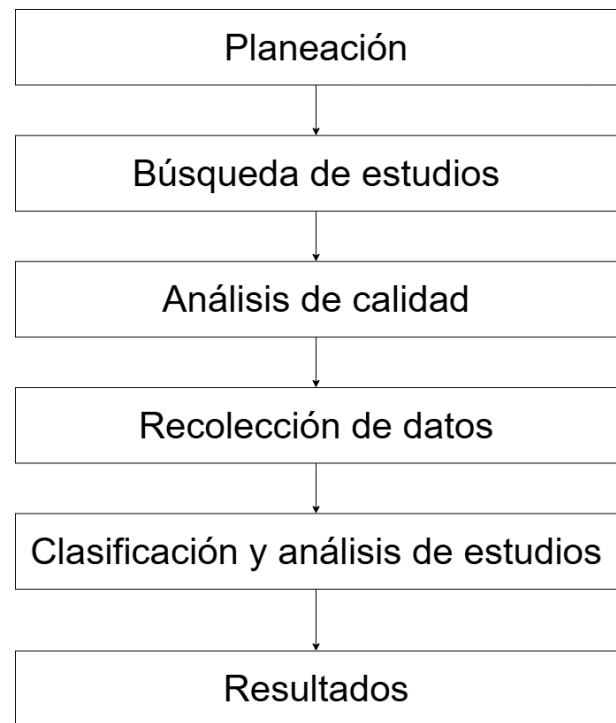 Planeación
Búsqueda de estudios
Análisis de calidad
Recolección de datos
Clasificación y análisis de estudios
Resultados